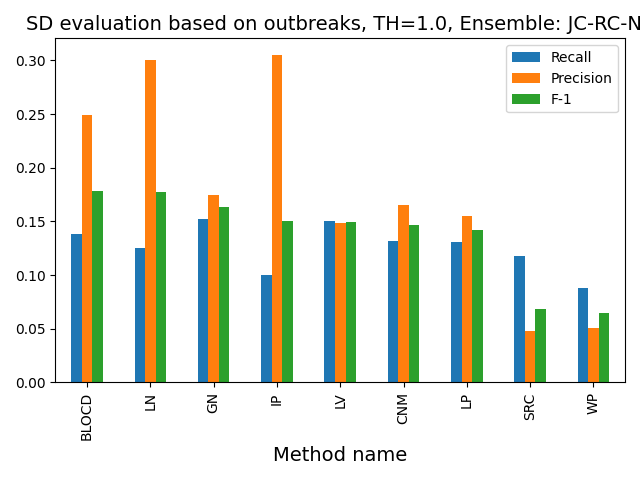 SD evaluation based on outbreaks, TH=1.0, Ensemble: JC-RC-N
Recall
Precision
F-1
0.30
0.25
0.20
0.15
0.10
0.05
0.00
BLOCD
LN
GN
IP
LV
CNM
LP
SRC
WP
Method name